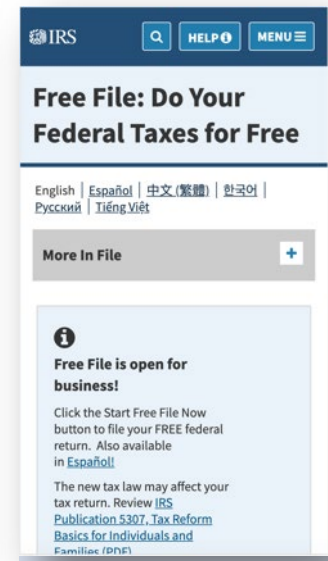 IRS
HELP
MENU
Free File: Do Your
Federal Taxes for Free
English | Español | 中文 (繁體) | 한국어 |
Русский | Tiếng Việt
More In File
Free File is open for
business!
Click the Start Free File Now
button to file your FREE federal
return. Also available
in Español!
The new tax law may affect your
tax return. Review IRS
Publication 5307, Tax Reform
Basics for Individuals and
Families (PDF)